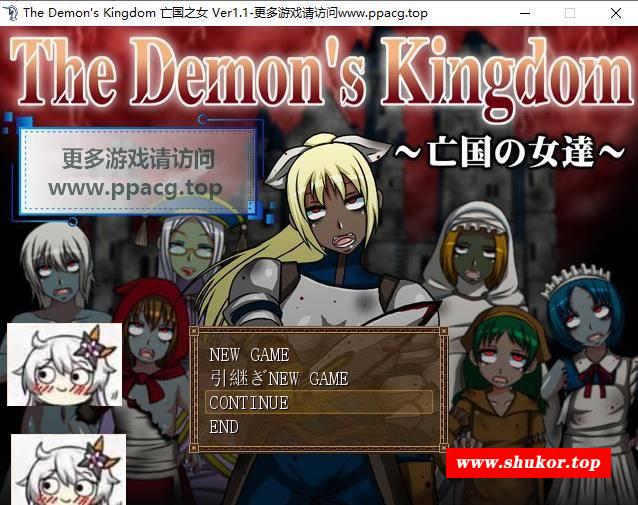 The Demon's Kingdom 亡国之女 Ver1.1-更多游戏请访问www.ppacg.top
The Demon's Kingdom
～亡国の女達～
更多游戏请访问
www.ppacg.top
NEW GAME
引継ぎNEW GAME
CONTINUE
END
www.shukor.top